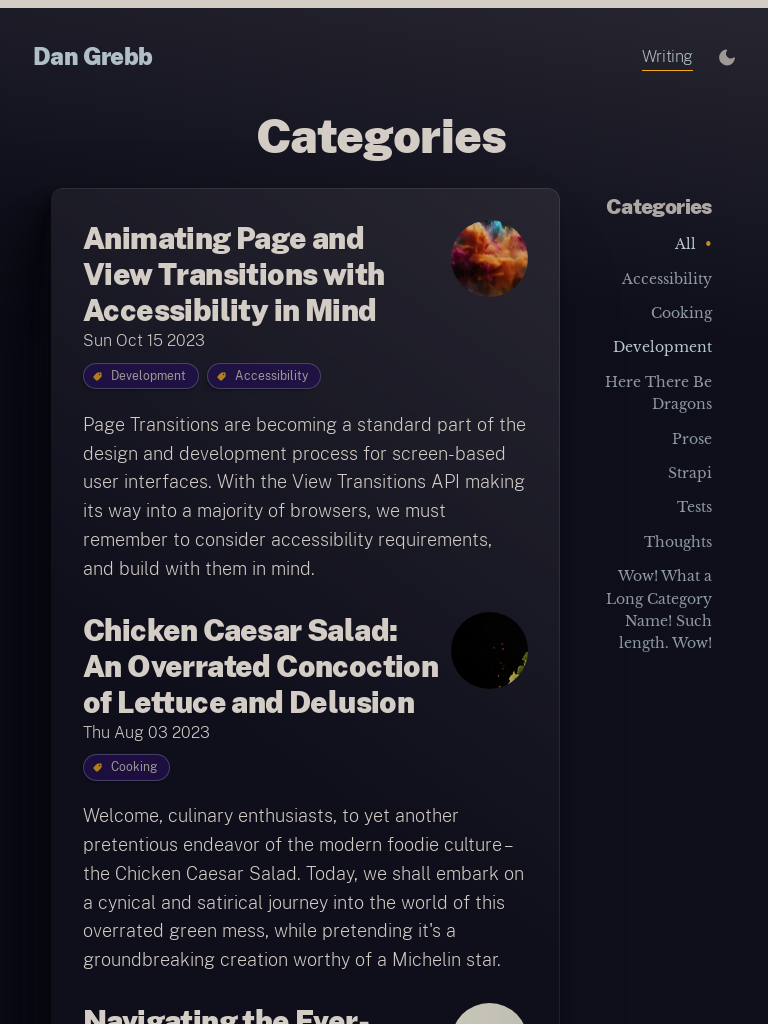 Dan Grebb
Writing
Categories
Animating Page and
View Transitions with
Accessibility in Mind
Sun Oct 15 2023
Development
Accessibility
Page Transitions are becoming a standard part of the
design and development process for screen-based
user interfaces. With the View Transitions API making
its way into a majority of browsers, we must
remember to consider accessibility requirements,
and build with them in mind.
Chicken Caesar Salad:
An Overrated Concoction
of Lettuce and Delusion
Thu Aug 03 2023
Cooking
Welcome, culinary enthusiasts, to yet another
pretentious endeavor of the modern foodie culture –
the Chicken Caesar Salad. Today, we shall embark on
a cynical and satirical journey into the world of this
overrated green mess, while pretending it's a
groundbreaking creation worthy of a Michelin star.
Navigating the Ever-
Categories
All •
Accessibility
Cooking
Development
Here There Be
Dragons
Prose
Strapi
Tests
Thoughts
Wow! What a
Long Category
Name! Such
length. Wow!